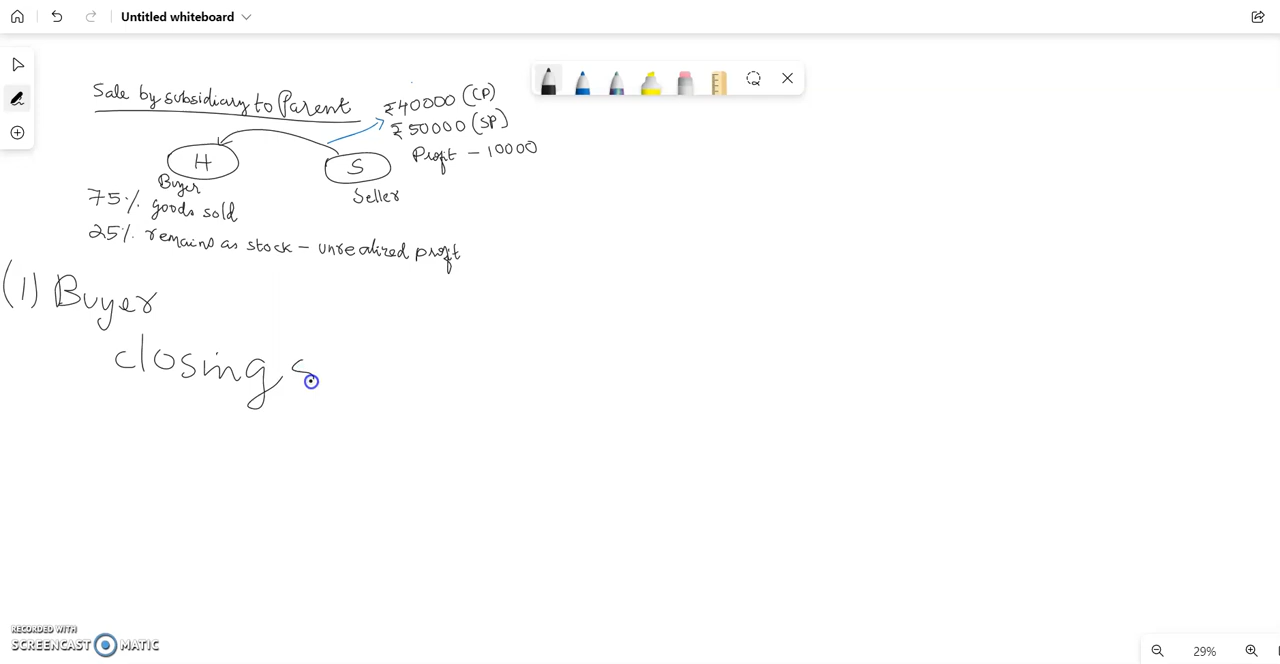 Untitled whiteboard
Sale by subsidiary to Parent
₹40000 (CP)
₹50000 (SP)
Profit - 10000
H
S
Buyer
Seller
75% goods sold
25% remains as stock - unrealized profit
(1) Buyer
closing s
RECORDED WITH
SCREENCAST MATIC
29%